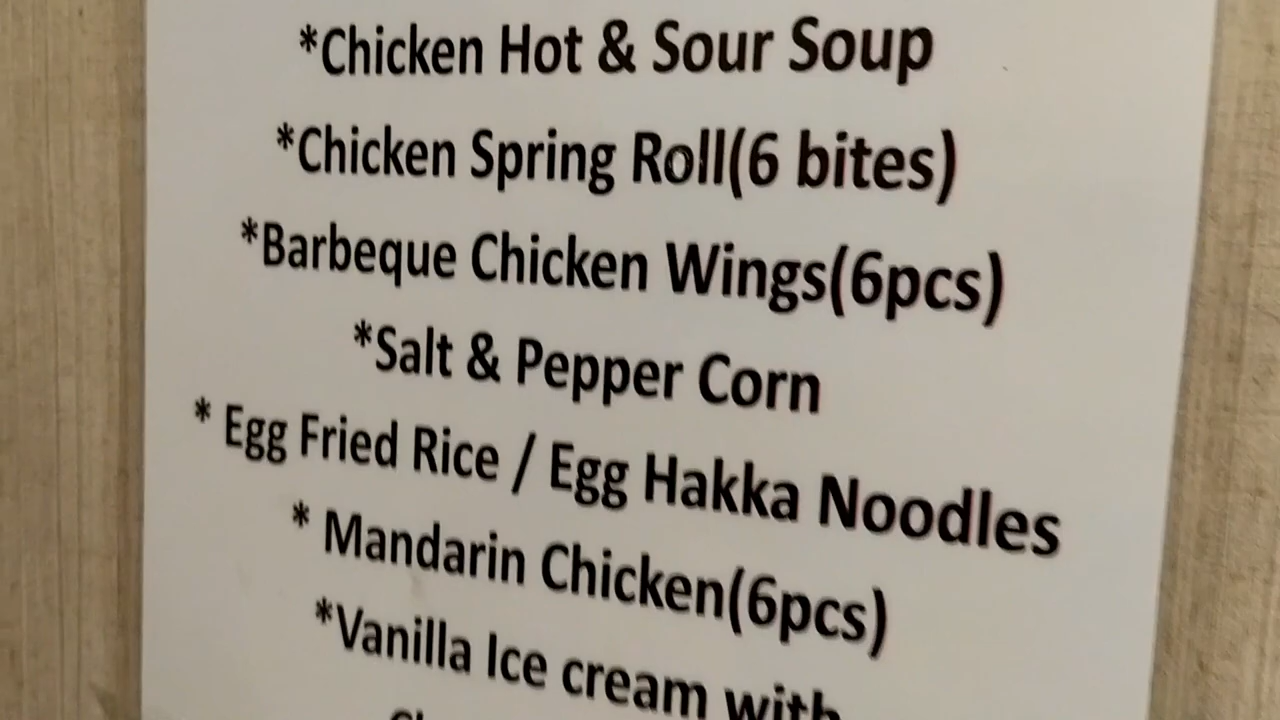 *Chicken Hot & Sour Soup
*Chicken Spring Roll(6 bites)
*Barbeque Chicken Wings(6pcs)
*Salt & Pepper Corn
* Egg Fried Rice / Egg Hakka Noodles
* Mandarin Chicken(6pcs)
*Vanilla Ice cream with